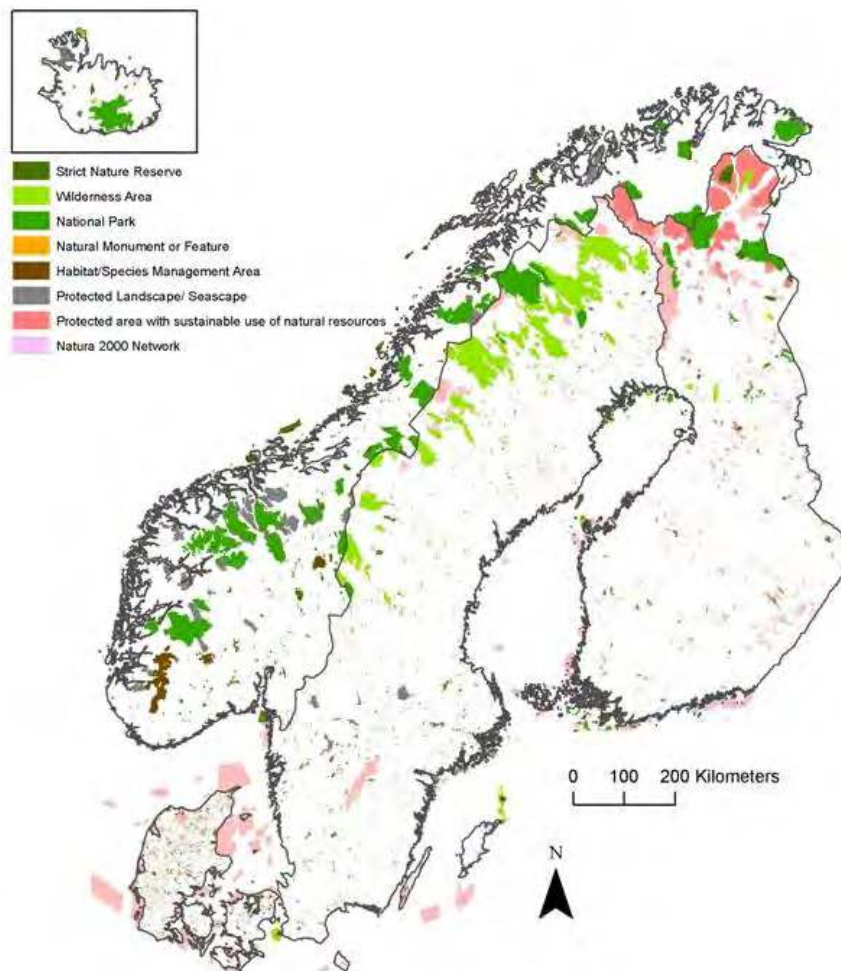 Strict Nature Reserve
Wilderness Area
National Park
Natural Monument or Feature
Habitat/Species Management Area
Protected Landscape/ Seascape
Protected area with sustainable use of natural resources
Natura 2000 Network
0 100 200 Kilometers
N